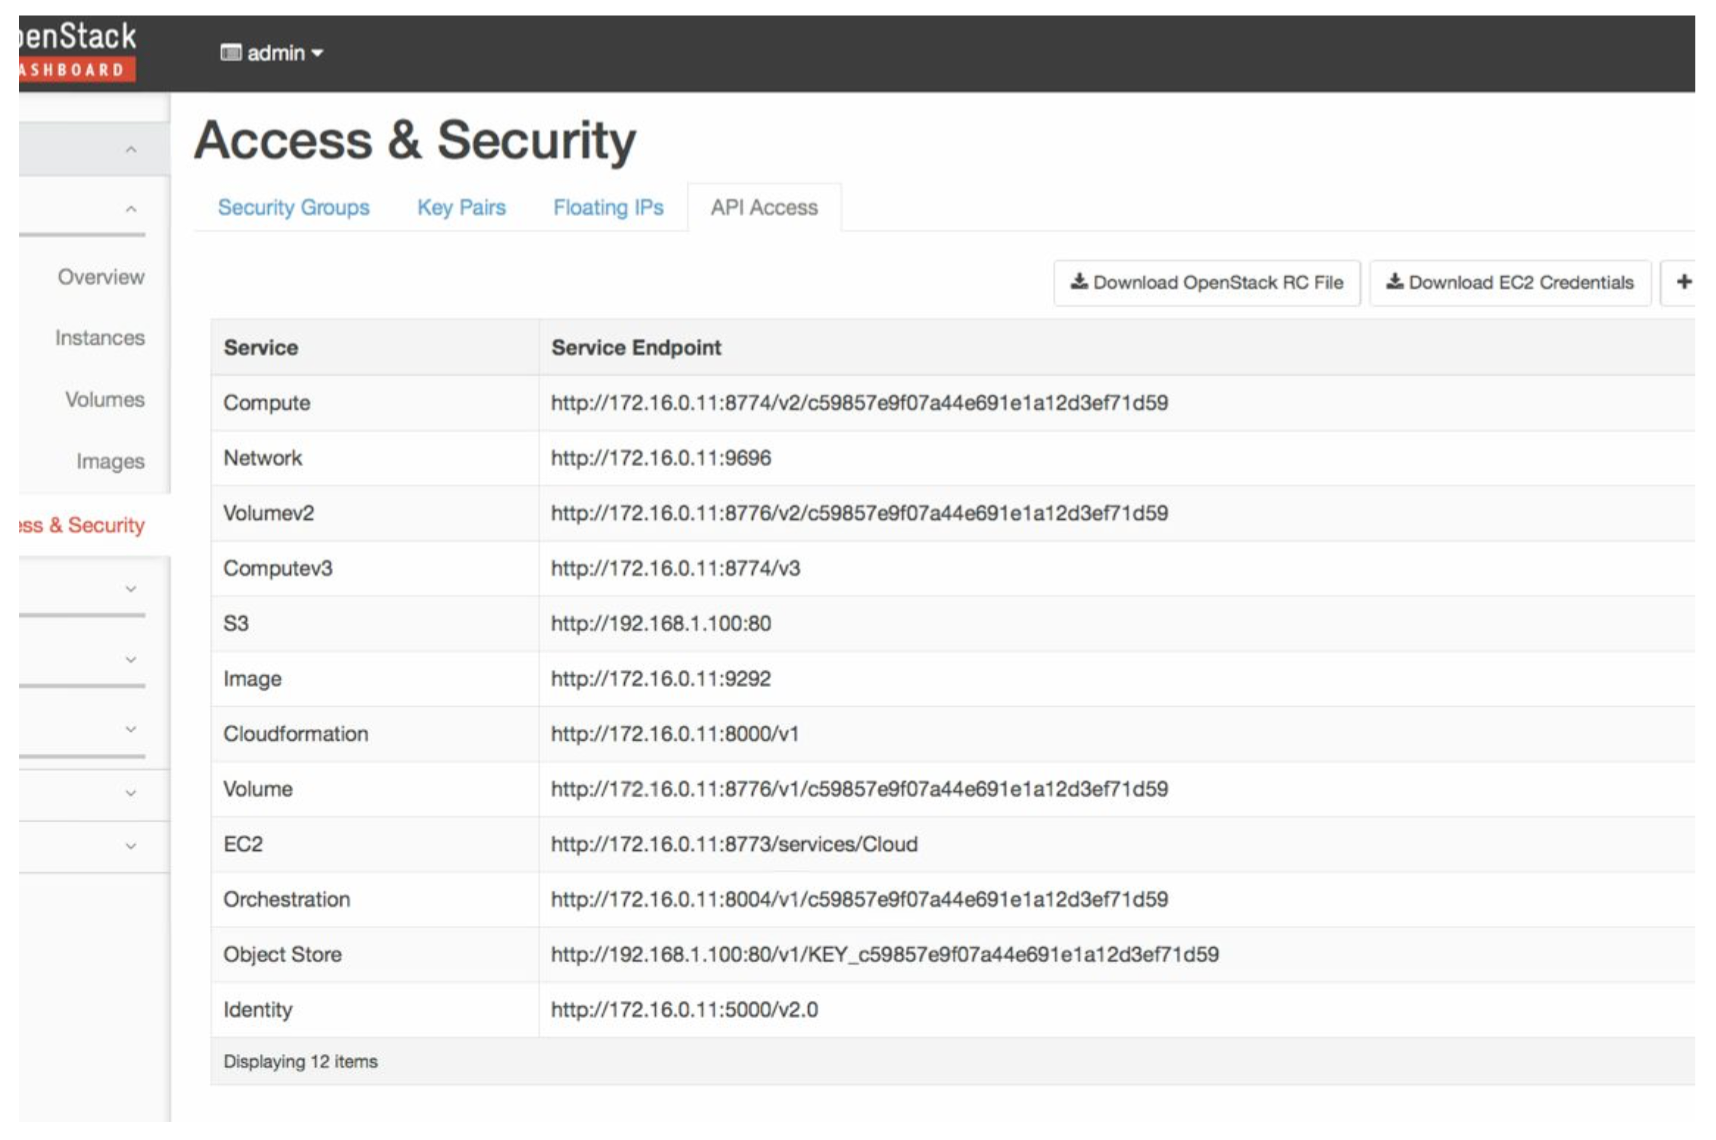 penStack
ASHBOARD
admin
Access & Security
Security Groups Key Pairs Floating IPs API Access
Download OpenStack RC File Download EC2 Credentials +
Overview
Instances
Volumes
Images
ess & Security
Service Service Endpoint
Compute http://172.16.0.11:8774/v2/c59857e9f07a44e691e1a12d3ef71d59
Network http://172.16.0.11:9696
Volumev2 http://172.16.0.11:8776/v2/c59857e9f07a44e691e1a12d3ef71d59
Computev3 http://172.16.0.11:8774/v3
S3 http://192.168.1.100:80
Image http://172.16.0.11:9292
Cloudformation http://172.16.0.11:8000/v1
Volume http://172.16.0.11:8776/v1/c59857e9f07a44e691e1a12d3ef71d59
EC2 http://172.16.0.11:8773/services/Cloud
Orchestration http://172.16.0.11:8004/v1/c59857e9f07a44e691e1a12d3ef71d59
Object Store http://192.168.1.100:80/v1/KEY_c59857e9f07a44e691e1a12d3ef71d59
Identity http://172.16.0.11:5000/v2.0
Displaying 12 items